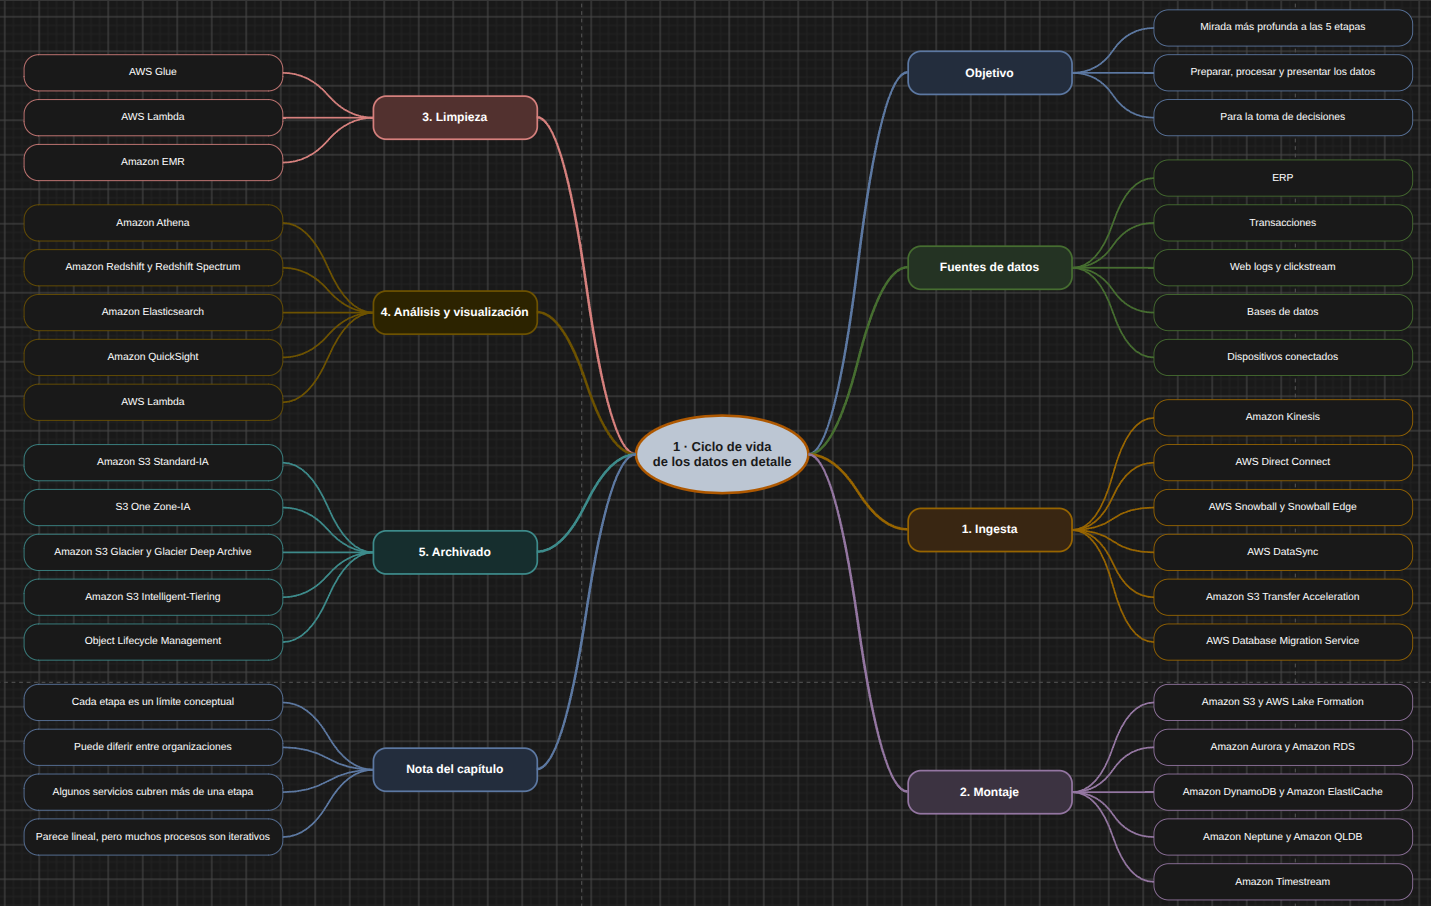 1 · Ciclo de vida
de los datos en detalle
Objetivo
Mirada más profunda a las 5 etapas
Preparar, procesar y presentar los datos
Para la toma de decisiones
Fuentes de datos
ERP
Transacciones
Web logs y clickstream
Bases de datos
Dispositivos conectados
1. Ingesta
Amazon Kinesis
AWS Direct Connect
AWS Snowball y Snowball Edge
AWS DataSync
Amazon S3 Transfer Acceleration
AWS Database Migration Service
2. Montaje
Amazon S3 y AWS Lake Formation
Amazon Aurora y Amazon RDS
Amazon DynamoDB y Amazon ElastiCache
Amazon Neptune y Amazon QLDB
Amazon Timestream
3. Limpieza
AWS Glue
AWS Lambda
Amazon EMR
4. Análisis y visualización
Amazon Athena
Amazon Redshift y Redshift Spectrum
Amazon Elasticsearch
Amazon QuickSight
AWS Lambda
5. Archivado
Amazon S3 Standard-IA
S3 One Zone-IA
Amazon S3 Glacier y Glacier Deep Archive
Amazon S3 Intelligent-Tiering
Object Lifecycle Management
Nota del capítulo
Cada etapa es un límite conceptual
Puede diferir entre organizaciones
Algunos servicios cubren más de una etapa
Parece lineal, pero muchos procesos son iterativos